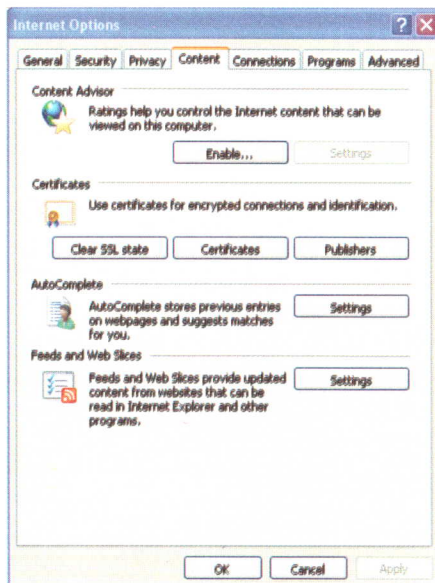 Internet Options
General Security Privacy Content Connections Programs Advanced
Content Advisor
Ratings help you control the Internet content that can be
viewed on this computer.
Enable... Settings
Certificates
Use certificates for encrypted connections and identification.
Clear SSL state Certificates Publishers
AutoComplete
AutoComplete stores previous entries
on webpages and suggests matches
for you.
Settings
Feeds and Web Slices
Feeds and Web Slices provide updated
content from websites that can be
read in Internet Explorer and other
programs.
Settings
OK Cancel Apply